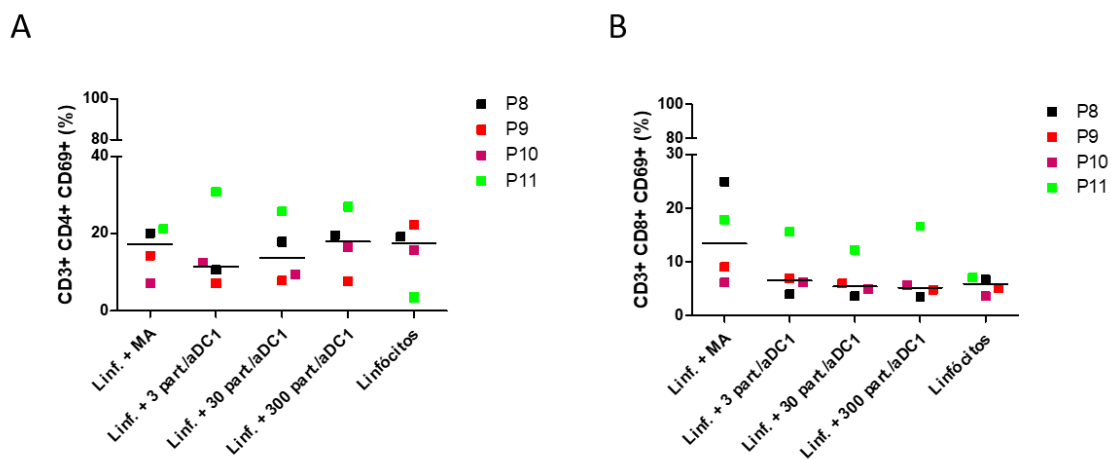 A
CD3+ CD4+ CD69+ (%)
100
80
40
20
0
Linf. + MA
Linf. + 3 part./aDC1
Linf. + 30 part./aDC1
Linf. + 300 part./aDC1
Linfócitos
P8
P9
P10
P11
B
CD3+ CD8+ CD69+ (%)
100
80
30
20
10
0
Linf. + MA
Linf. + 3 part./aDC1
Linf. + 30 part./aDC1
Linf. + 300 part./aDC1
Linfócitos
P8
P9
P10
P11